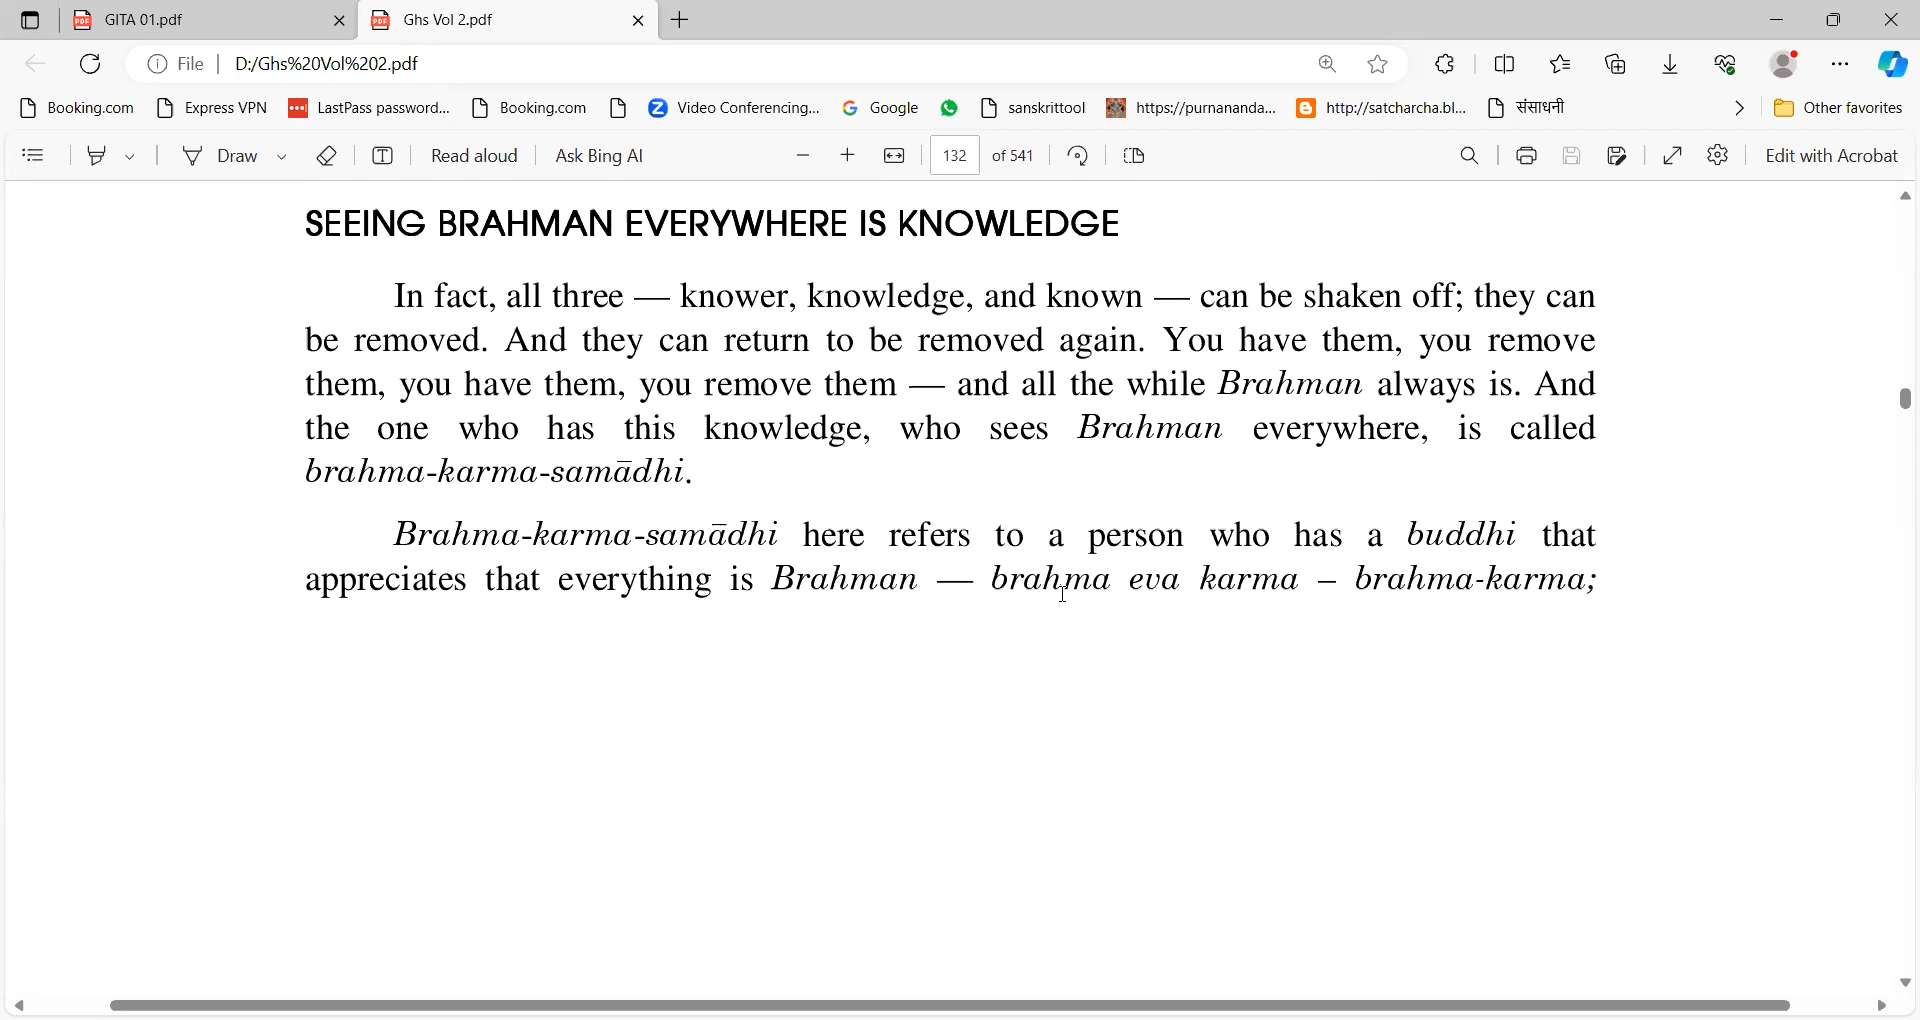 GITA 01.pdf
Ghs Vol 2.pdf
File | D:/Ghs%20Vol%202.pdf
Booking.com Express VPN LastPass password... Booking.com Video Conferencing... Google sanskrittool https://purnananda... http://satcharcha.bl... संसाधनी Other favorites
Draw Read aloud Ask Bing AI 132 of 541 Edit with Acrobat
SEEING BRAHMAN EVERYWHERE IS KNOWLEDGE
In fact, all three — knower, knowledge, and known — can be shaken off; they can
be removed. And they can return to be removed again. You have them, you remove
them, you have them, you remove them — and all the while Brahman always is. And
the one who has this knowledge, who sees Brahman everywhere, is called
brahma-karma-samādhi.
Brahma-karma-samādhi here refers to a person who has a buddhi that
appreciates that everything is Brahman — brahma eva karma – brahma-karma;